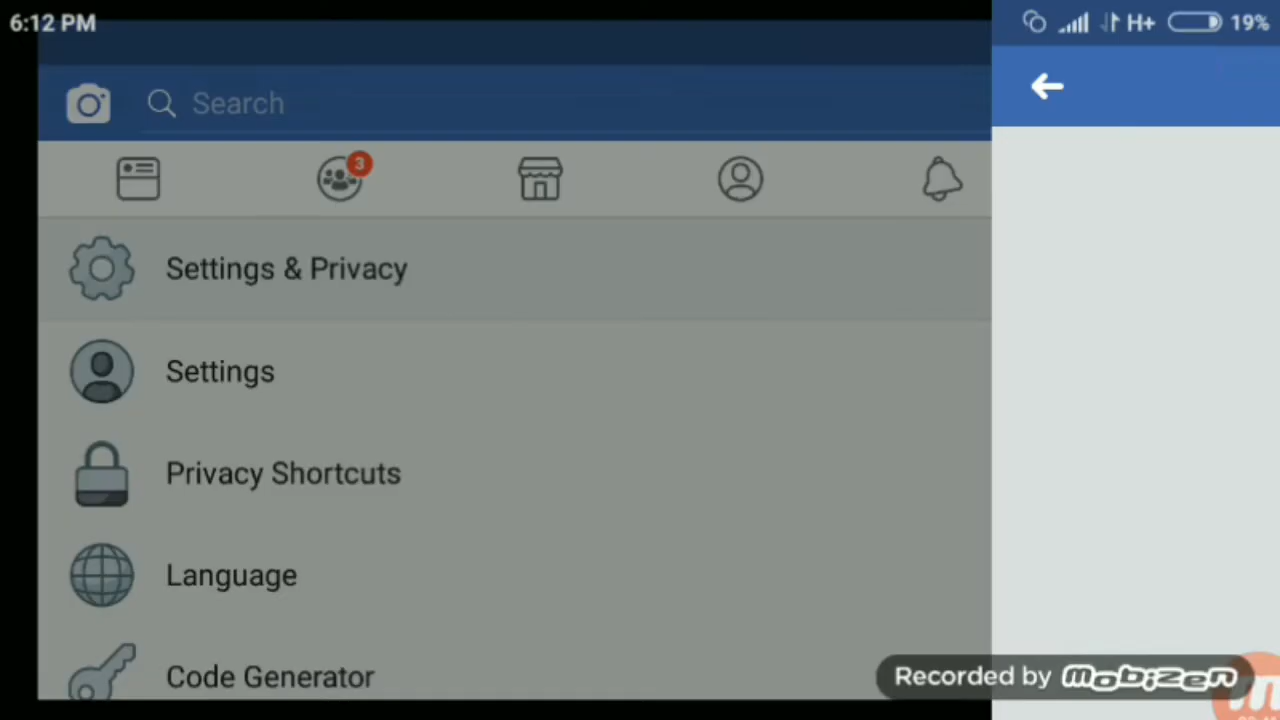 6:12 PM
H+ 19%
Search
3
Settings & Privacy
Settings
Privacy Shortcuts
Language
Code Generator
Recorded by mobizen